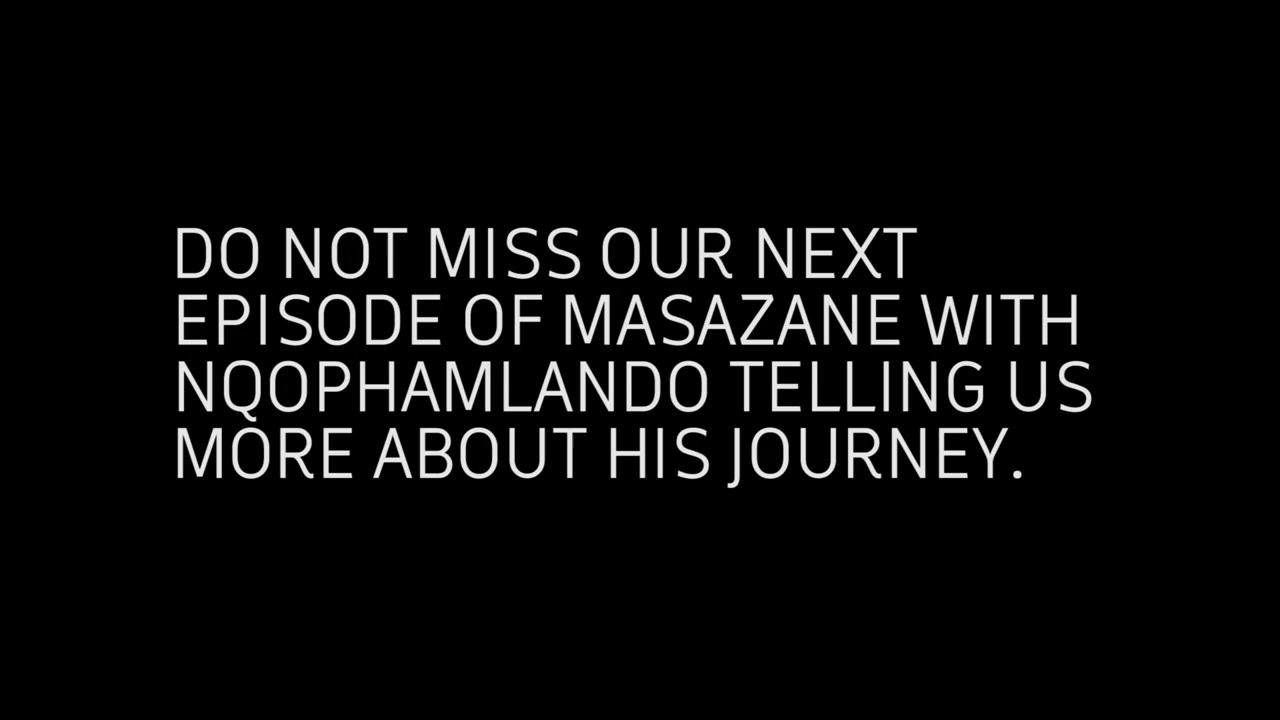 DO NOT MISS OUR NEXT
EPISODE OF MASAZANE WITH
NQOPHAMLANDO TELLING US
MORE ABOUT HIS JOURNEY.